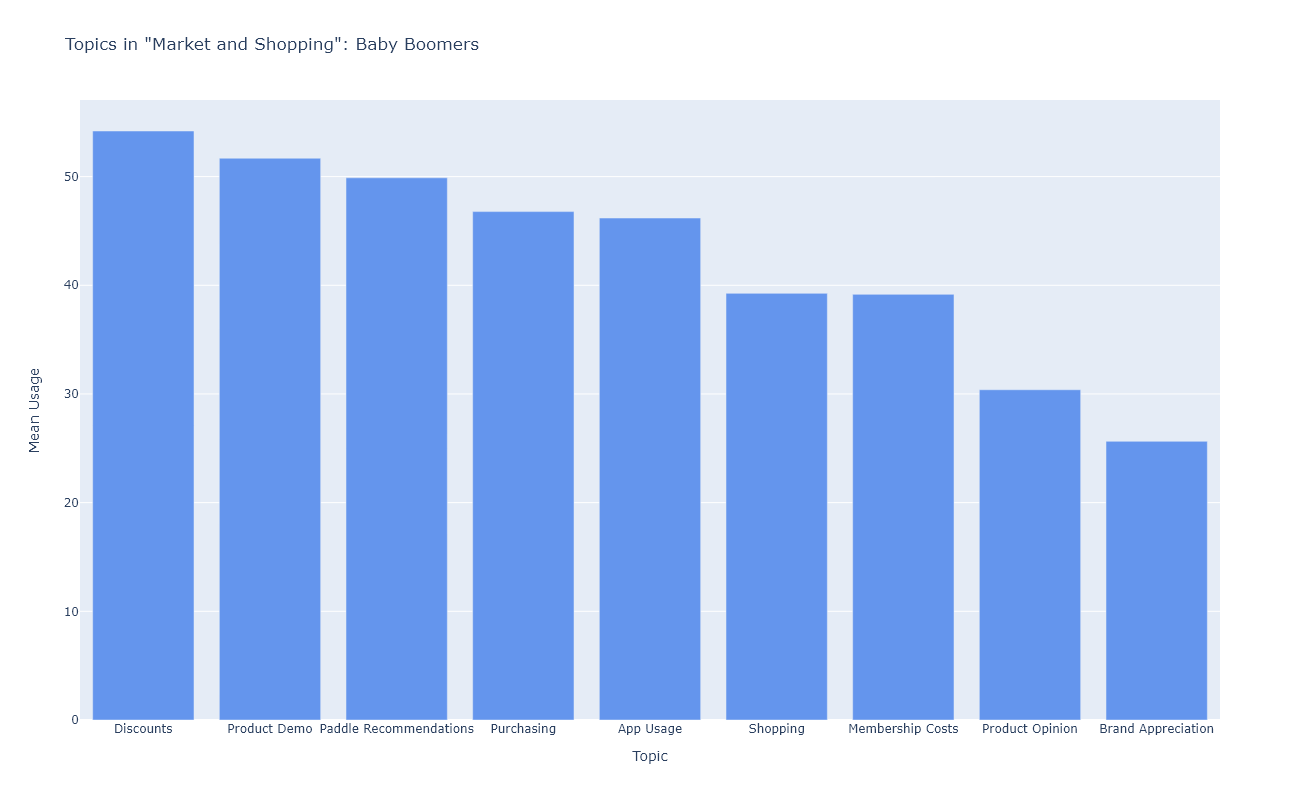 Topics in "Market and Shopping": Baby Boomers
Mean Usage
50
40
30
20
10
0
Discounts Product Demo Paddle Recommendations Purchasing App Usage Shopping Membership Costs Product Opinion Brand Appreciation
Topic